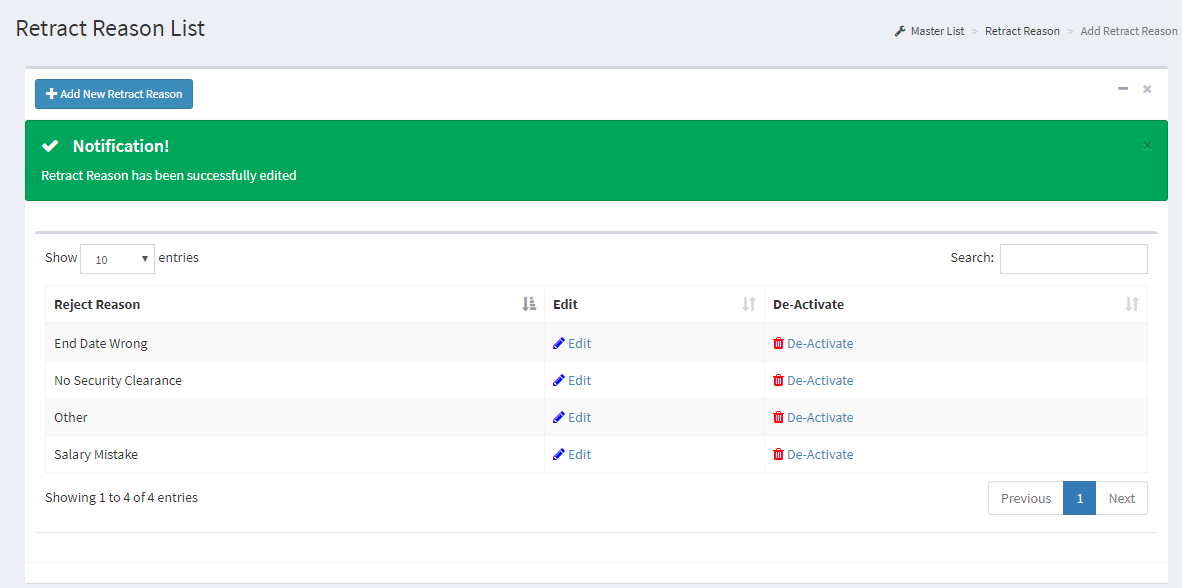 Retract Reason List
Master List > Retract Reason > Add Retract Reason
Add New Retract Reason
Notification!
Retract Reason has been successfully edited
Show 10 entries
Search:
Reject Reason Edit De-Activate
End Date Wrong Edit De-Activate
No Security Clearance Edit De-Activate
Other Edit De-Activate
Salary Mistake Edit De-Activate
Showing 1 to 4 of 4 entries
Previous 1 Next